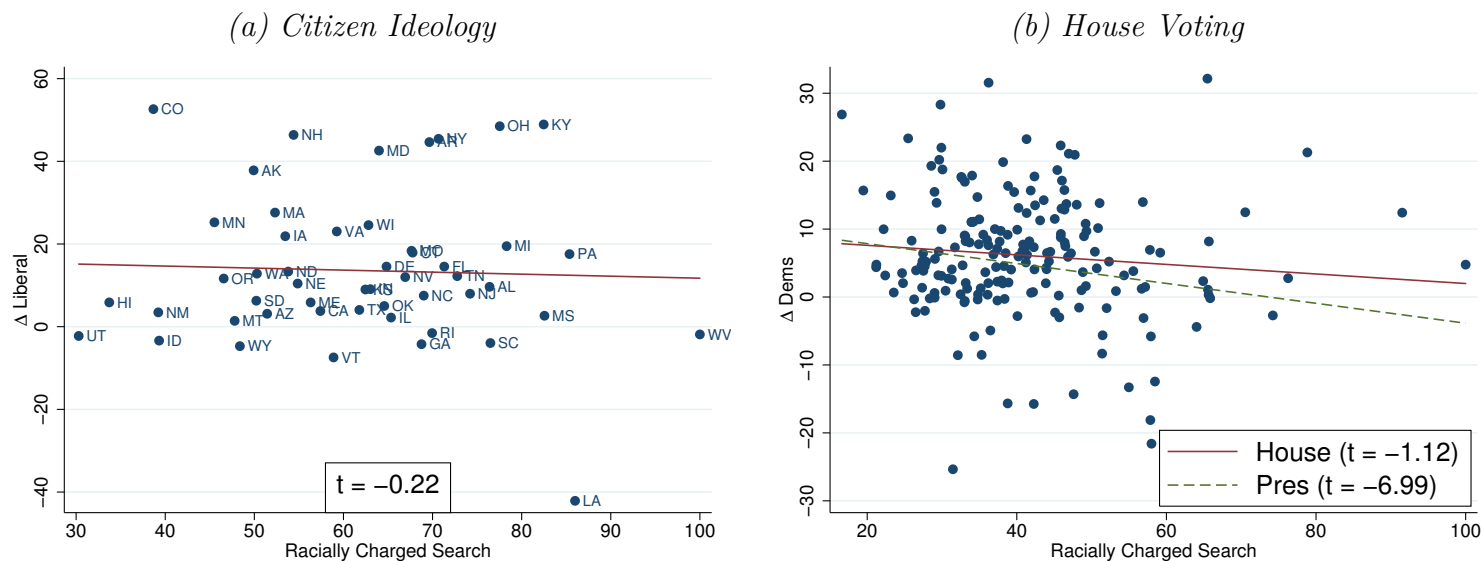 (a) Citizen Ideology
60
40
20
0
−20
−40
Δ Liberal
CO
NH
OH
KY
NY
AR
MD
AK
MN
MA
WI
IA
VA
MO
CT
MI
PA
WA
ND
DE
FL
OR
NE
NV
TN
KS
AL
HI
SD
ME
OK
NC
NJ
NM
AZ
CA
TX
MT
IL
MS
UT
ID
WY
VT
RI
GA
SC
WV
LA
t = −0.22
30 40 50 60 70 80 90 100
Racially Charged Search
(b) House Voting
30
20
10
0
−10
−20
−30
Δ Dems
House (t = −1.12)
Pres (t = −6.99)
20 40 60 80 100
Racially Charged Search